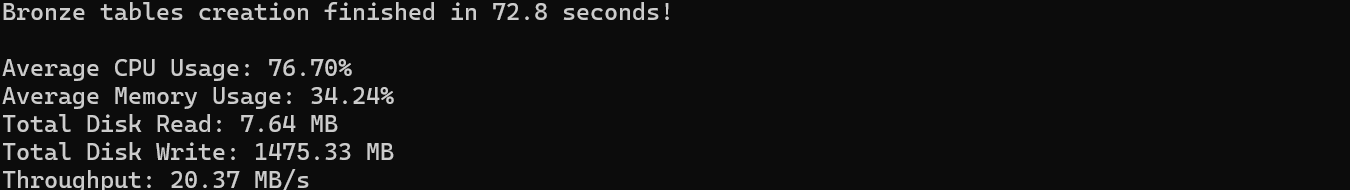 Bronze tables creation finished in 72.8 seconds!
Average CPU Usage: 76.70%
Average Memory Usage: 34.24%
Total Disk Read: 7.64 MB
Total Disk Write: 1475.33 MB
Throughput: 20.37 MB/s